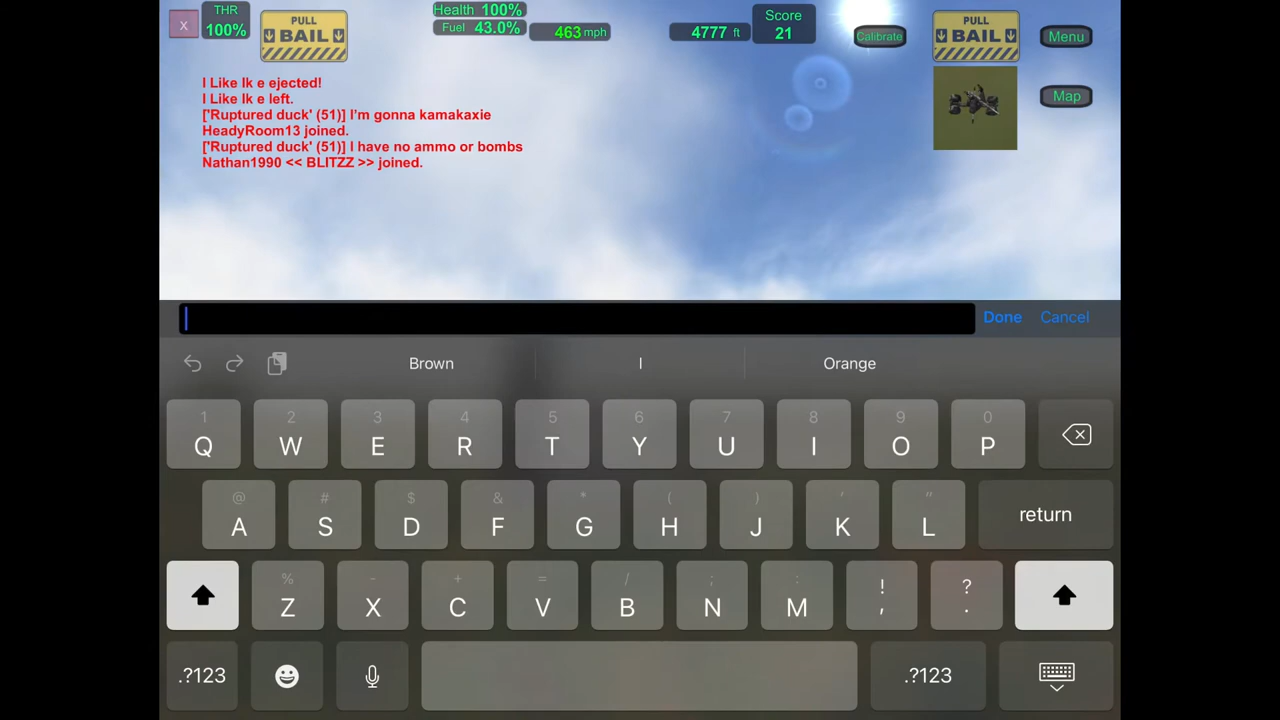 X
THR
100%
PULL
BAIL
Health 100%
Fuel 43.0%
463 mph
4777 ft
Score
21
Calibrate
PULL
BAIL
Menu
Map
I Like Ik e ejected!
I Like Ik e left.
['Ruptured duck' (51)] I'm gonna kamakaxie
HeadyRoom13 joined.
['Ruptured duck' (51)] I have no ammo or bombs
Nathan1990 << BLITZZ >> joined.
Done Cancel
Brown I Orange
1 2 3 4 5 6 7 8 9 0
Q W E R T Y U I O P
@ # $ & * ( ) ' "
A S D F G H J K L return
% - + = / ; : ! ?
Z X C V B N M , .
.?123 .?123